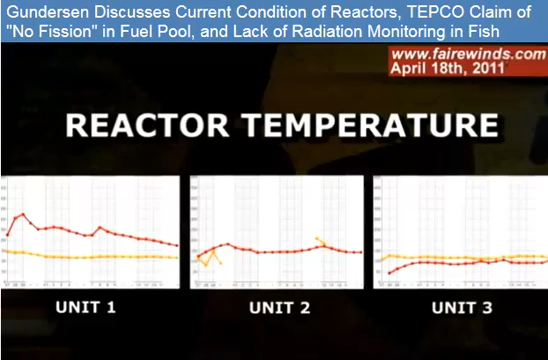 Gundersen Discusses Current Condition of Reactors, TEPCO Claim of
"No Fission" in Fuel Pool, and Lack of Radiation Monitoring in Fish
www.fairewinds.com
April 18th, 2011
REACTOR TEMPERATURE
UNIT 1
UNIT 2
UNIT 3